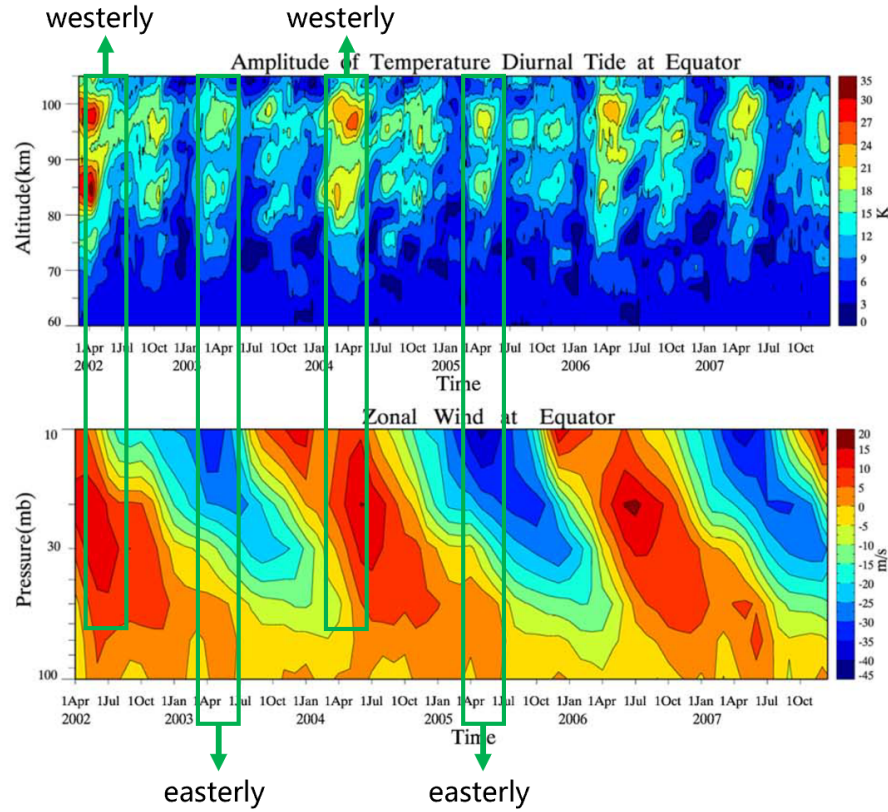 westerly westerly
Amplitude of Temperature Diurnal Tide at Equator
Altitude(km)
100
90
80
70
60
35
33
30
27
24
21
18
15
12
9
6
3
0
K
1Apr 1Jul 1Oct 1Jan 1Apr 1Jul 1Oct 1Jan 1Apr 1Jul 1Oct 1Jan 1Apr 1Jul 1Oct 1Jan 1Apr 1Jul 1Oct 1Jan 1Apr 1Jul 1Oct
2002 2003 2004 2005 2006 2007
Time
Zonal Wind at Equator
Pressure(mb)
10
30
100
20
15
10
5
0
-5
-10
-15
-20
-25
-30
-35
-40
-45
m/s
1Apr 1Jul 1Oct 1Jan 1Apr 1Jul 1Oct 1Jan 1Apr 1Jul 1Oct 1Jan 1Apr 1Jul 1Oct 1Jan 1Apr 1Jul 1Oct 1Jan 1Apr 1Jul 1Oct
2002 2003 2004 2005 2006 2007
Time
easterly easterly